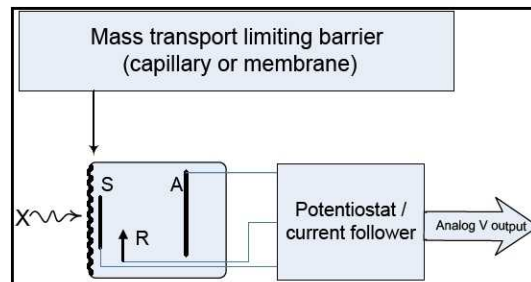 Mass transport limiting barrier
(capillary or membrane)
S
A
X
R
Potentiostat /
current follower
Analog V output